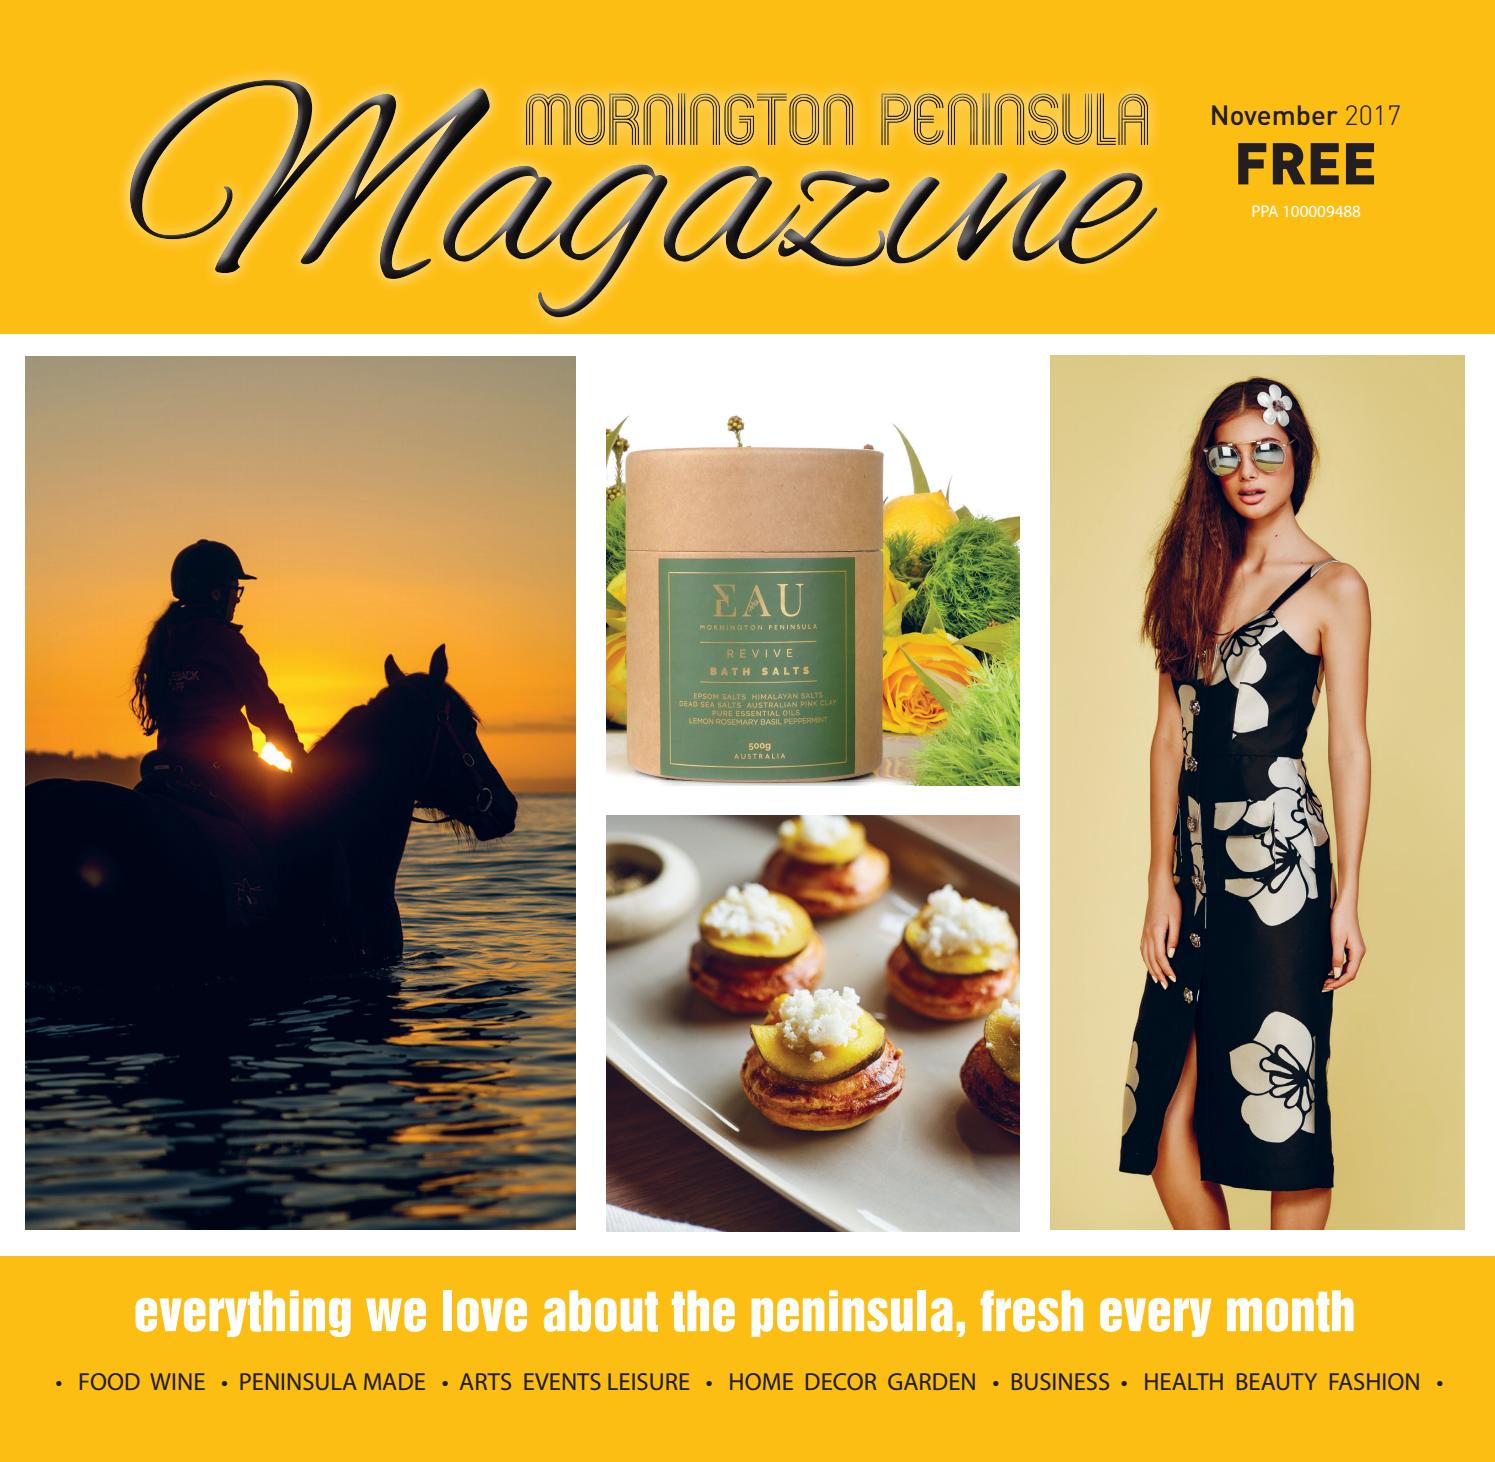 MORNINGTON PENINSULA
Magazine
November 2017
FREE
PPA 100009488
EAU
MORNINGTON PENINSULA
REVIVE
BATH SALTS
EPSOM SALTS HIMALAYAN SALTS
DEAD SEA SALTS AUSTRALIAN PINK CLAY
PURE ESSENTIAL OILS
LEMON ROSEMARY BASIL PEPPERMINT
500g
AUSTRALIA
everything we love about the peninsula, fresh every month
• FOOD WINE • PENINSULA MADE • ARTS EVENTS LEISURE • HOME DECOR GARDEN • BUSINESS • HEALTH BEAUTY FASHION •